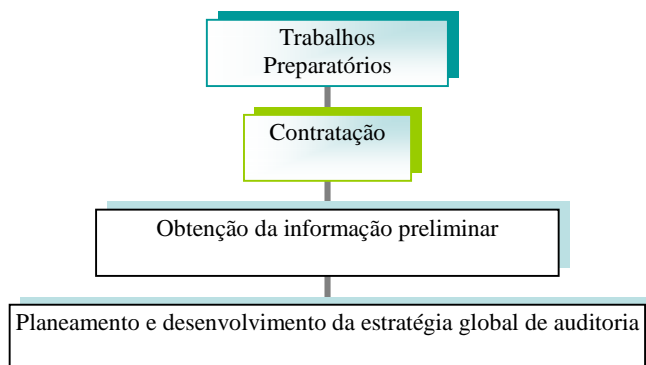 Trabalhos
Preparatórios
Contratação
Obtenção da informação preliminar
Planeamento e desenvolvimento da estratégia global de auditoria